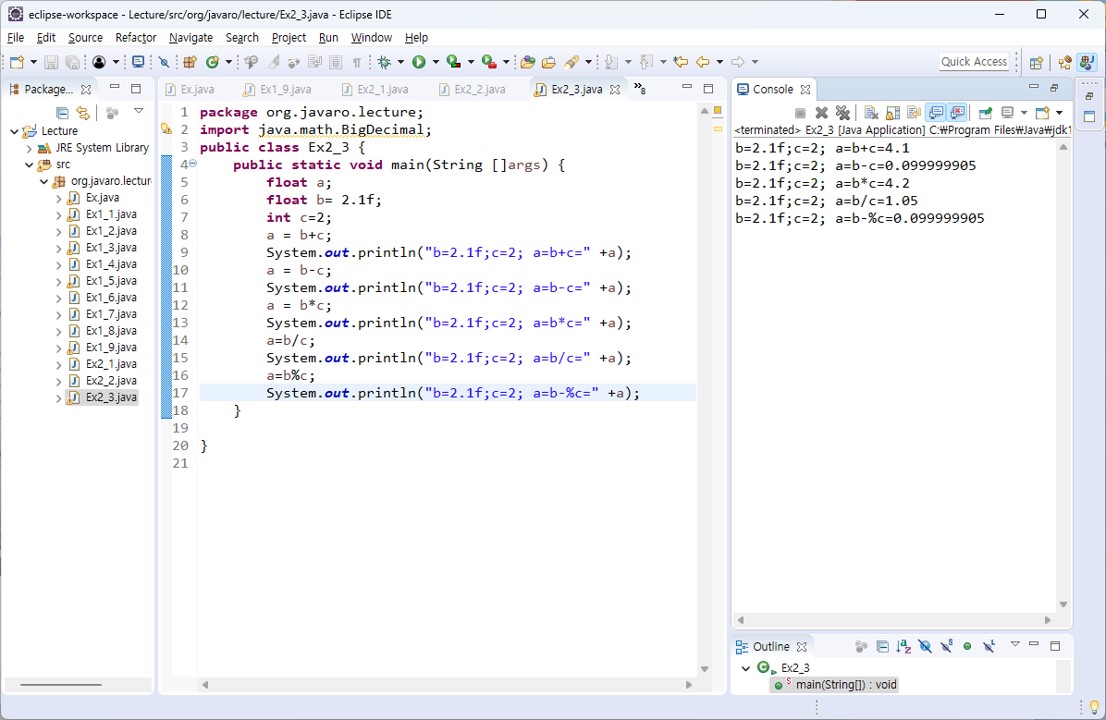 eclipse-workspace - Lecture/src/org/javaro/lecture/Ex2_3.java - Eclipse IDE
File Edit Source Refactor Navigate Search Project Run Window Help
Quick Access
Package...
Lecture
JRE System Library
src
org.javaro.lectur
Ex.java
Ex1_1.java
Ex1_2.java
Ex1_3.java
Ex1_4.java
Ex1_5.java
Ex1_6.java
Ex1_7.java
Ex1_8.java
Ex1_9.java
Ex2_1.java
Ex2_2.java
Ex2_3.java
Ex.java Ex1_9.java Ex2_1.java Ex2_2.java Ex2_3.java »8
1 package org.javaro.lecture;
2 import java.math.BigDecimal;
3 public class Ex2_3 {
4 public static void main(String []args) {
5 float a;
6 float b= 2.1f;
7 int c=2;
8 a = b+c;
9 System.out.println("b=2.1f;c=2; a=b+c=" +a);
10 a = b-c;
11 System.out.println("b=2.1f;c=2; a=b-c=" +a);
12 a = b*c;
13 System.out.println("b=2.1f;c=2; a=b*c=" +a);
14 a=b/c;
15 System.out.println("b=2.1f;c=2; a=b/c=" +a);
16 a=b%c;
17 System.out.println("b=2.1f;c=2; a=b-%c=" +a);
18 }
19
20 }
21
Console
<terminated> Ex2_3 [Java Application] C:₩Program Files₩Java₩jdk1
b=2.1f;c=2; a=b+c=4.1
b=2.1f;c=2; a=b-c=0.099999905
b=2.1f;c=2; a=b*c=4.2
b=2.1f;c=2; a=b/c=1.05
b=2.1f;c=2; a=b-%c=0.099999905
Outline
Ex2_3
main(String[]) : void